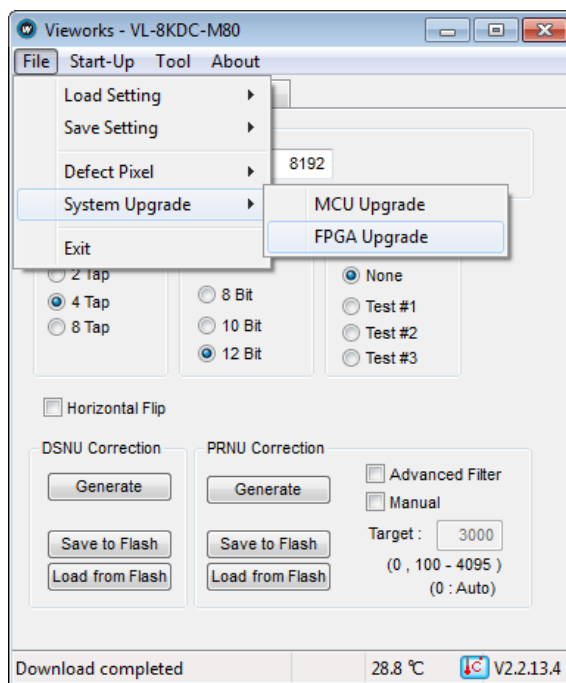 Vieworks - VL-8KDC-M80
File Start-Up Tool About
Load Setting
Save Setting
Defect Pixel
System Upgrade
Exit
MCU Upgrade
FPGA Upgrade
8192
2 Tap
4 Tap
8 Tap
8 Bit
10 Bit
12 Bit
None
Test #1
Test #2
Test #3
Horizontal Flip
DSNU Correction
Generate
Save to Flash
Load from Flash
PRNU Correction
Generate
Save to Flash
Load from Flash
Advanced Filter
Manual
Target : 3000
(0 , 100 - 4095 )
(0 : Auto)
Download completed 28.8 ℃ V2.2.13.4